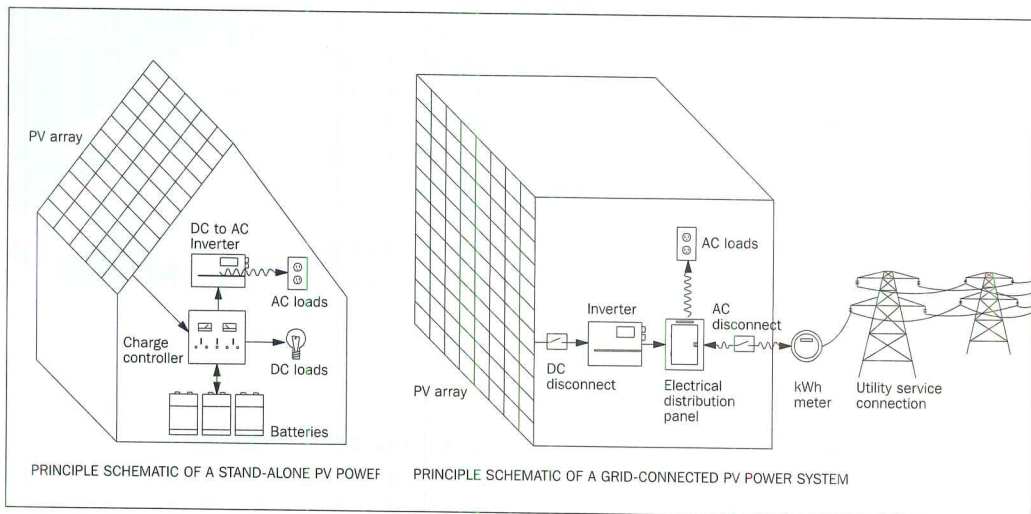 PV array
DC to AC
Inverter
AC loads
Charge
controller
DC loads
Batteries
PRINCIPLE SCHEMATIC OF A STAND-ALONE PV POWER
AC loads
Inverter
AC
disconnect
DC
disconnect
PV array
Electrical
distribution
panel
kWh
meter
Utility service
connection
PRINCIPLE SCHEMATIC OF A GRID-CONNECTED PV POWER SYSTEM